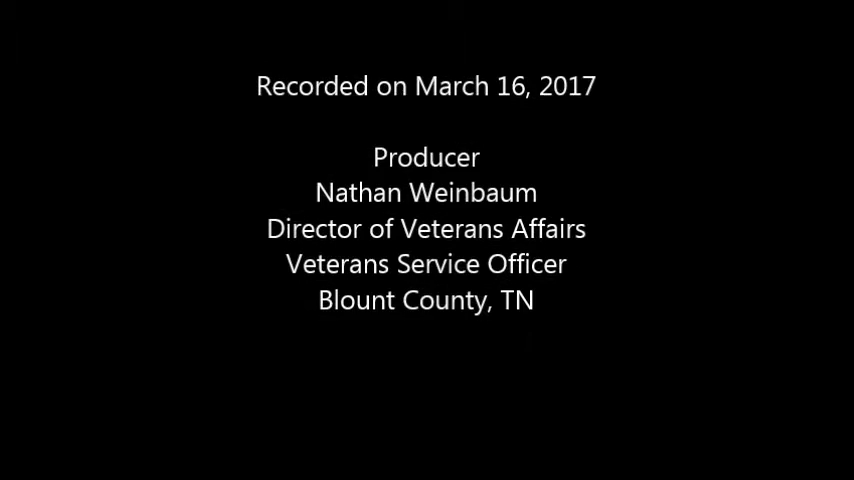 Recorded on March 16, 2017
Producer
Nathan Weinbaum
Director of Veterans Affairs
Veterans Service Officer
Blount County, TN